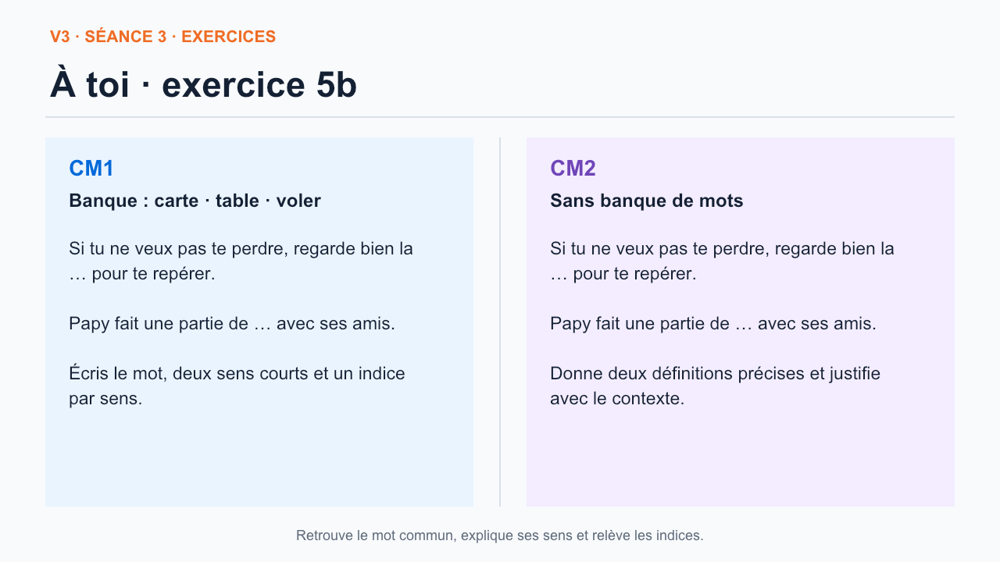 V3 · SÉANCE 3 · EXERCICES
À toi · exercice 5b
CM1
Banque : carte · table · voler
Si tu ne veux pas te perdre, regarde bien la
… pour te repérer.
Papy fait une partie de … avec ses amis.
Écris le mot, deux sens courts et un indice
par sens.
CM2
Sans banque de mots
Si tu ne veux pas te perdre, regarde bien la
… pour te repérer.
Papy fait une partie de … avec ses amis.
Donne deux définitions précises et justifie
avec le contexte.
Retrouve le mot commun, explique ses sens et relève les indices.